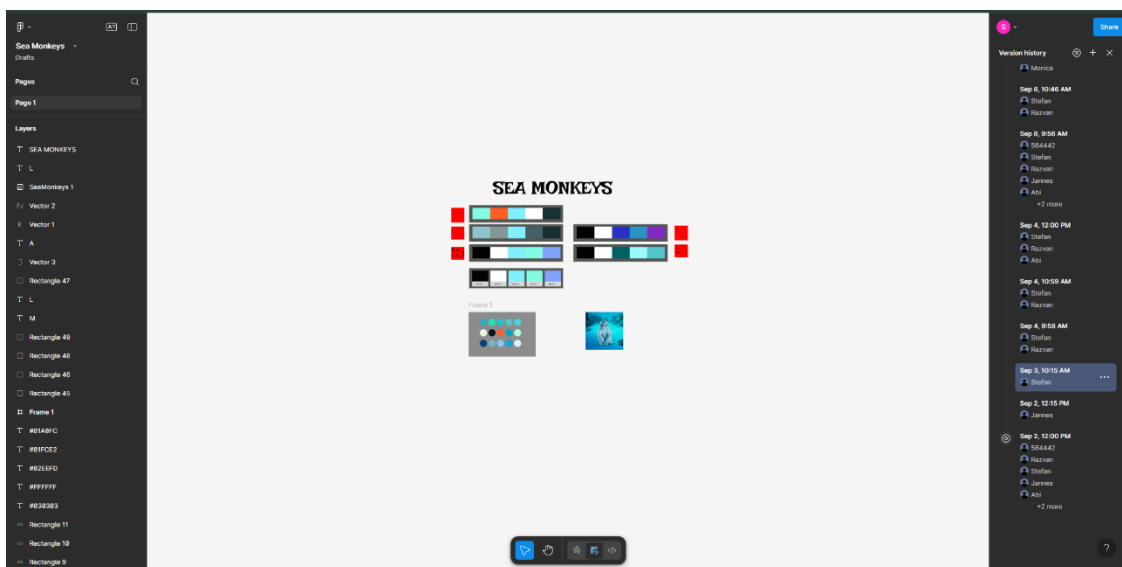 Sea Monkeys
Drafts
Pages
Page 1
Layers
SEA MONKEYS
L
SeaMonkeys 1
Vector 2
Vector 1
A
Vector 3
Rectangle 47
L
M
Rectangle 49
Rectangle 48
Rectangle 46
Rectangle 45
Frame 1
#81A0FC
#81FCE2
#82EEFD
#FFFFFF
#030303
Rectangle 11
Rectangle 10
Rectangle 9
SEA MONKEYS
Frame 1
S
Share
Version history
Monica
Sep 8, 10:46 AM
Stefan
Razvan
Sep 8, 9:56 AM
564442
Stefan
Razvan
Jannes
Abi
+2 more
Sep 4, 12:00 PM
Stefan
Razvan
Abi
Sep 4, 10:59 AM
Stefan
Razvan
Sep 4, 9:58 AM
Stefan
Razvan
Sep 3, 10:15 AM
Stefan
Sep 2, 12:15 PM
Jannes
Sep 2, 12:00 PM
564442
Razvan
Stefan
Jannes
Abi
+2 more
?